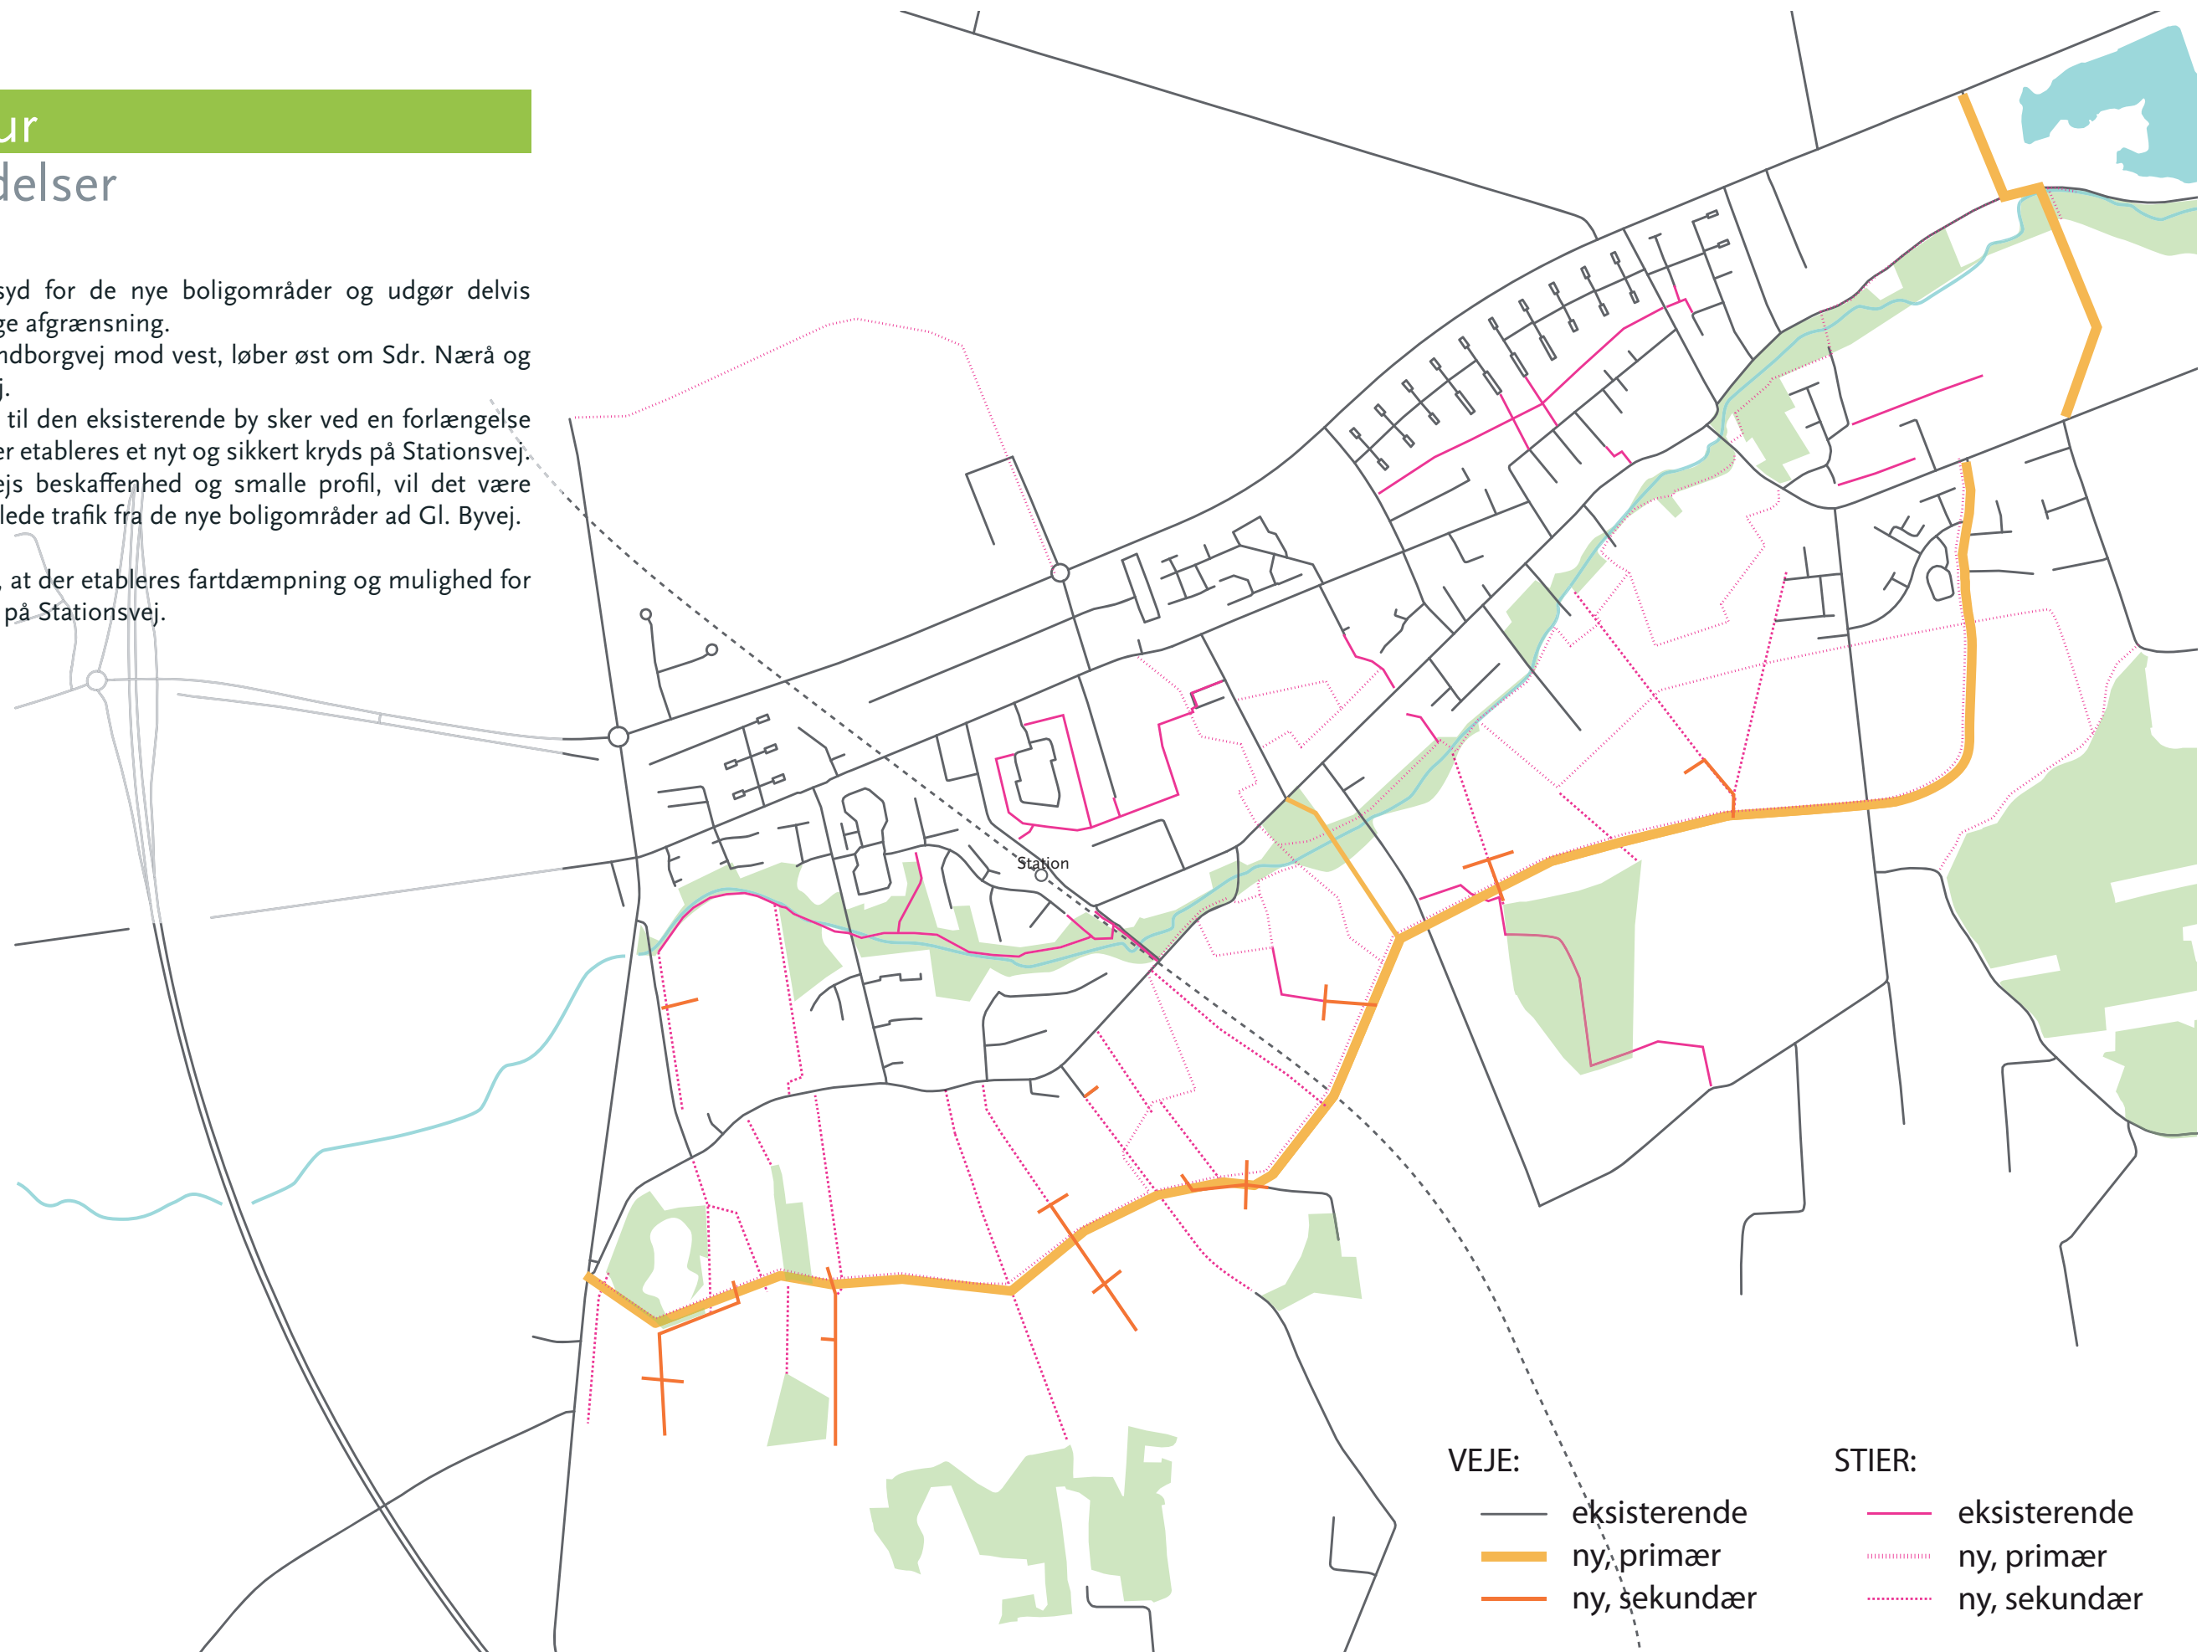 ur
delser
syd for de nye boligområder og udgør delvis
ge afgrænsning.
ndborgvej mod vest, løber øst om Sdr. Nærå og
j.
til den eksisterende by sker ved en forlængelse
er etableres et nyt og sikkert kryds på Stationsvej.
ejs beskaffenhed og smalle profil, vil det være
lede trafik fra de nye boligområder ad Gl. Byvej.
, at der etableres fartdæmpning og mulighed for
på Stationsvej.
Station
VEJE:
eksisterende
ny, primær
ny, sekundær
STIER:
eksisterende
ny, primær
ny, sekundær